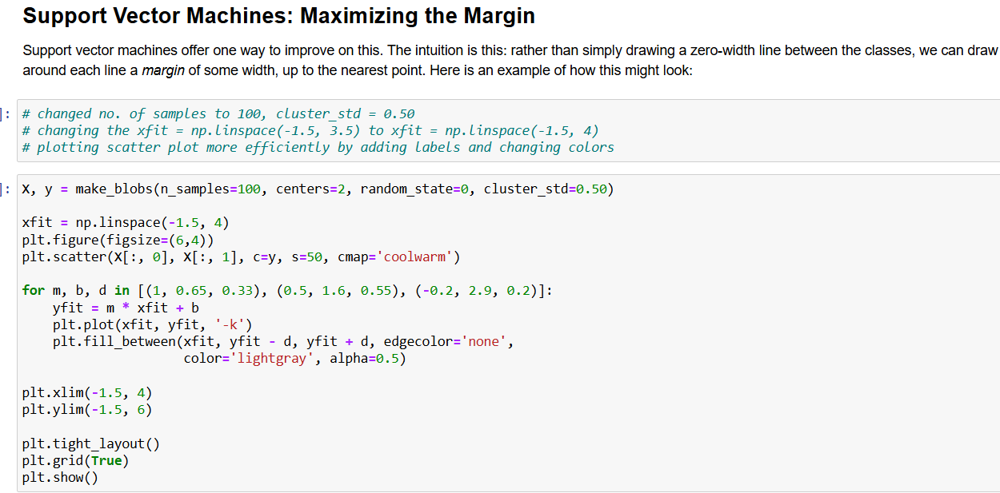 Support Vector Machines: Maximizing the Margin
Support vector machines offer one way to improve on this. The intuition is this: rather than simply drawing a zero-width line between the classes, we can draw
around each line a margin of some width, up to the nearest point. Here is an example of how this might look:
]: # changed no. of samples to 100, cluster_std = 0.50
# changing the xfit = np.linspace(-1.5, 3.5) to xfit = np.linspace(-1.5, 4)
# plotting scatter plot more efficiently by adding labels and changing colors
]: X, y = make_blobs(n_samples=100, centers=2, random_state=0, cluster_std=0.50)
xfit = np.linspace(-1.5, 4)
plt.figure(figsize=(6,4))
plt.scatter(X[:, 0], X[:, 1], c=y, s=50, cmap='coolwarm')
for m, b, d in [(1, 0.65, 0.33), (0.5, 1.6, 0.55), (-0.2, 2.9, 0.2)]:
    yfit = m * xfit + b
    plt.plot(xfit, yfit, '-k')
    plt.fill_between(xfit, yfit - d, yfit + d, edgecolor='none',
                     color='lightgray', alpha=0.5)
plt.xlim(-1.5, 4)
plt.ylim(-1.5, 6)
plt.tight_layout()
plt.grid(True)
plt.show()